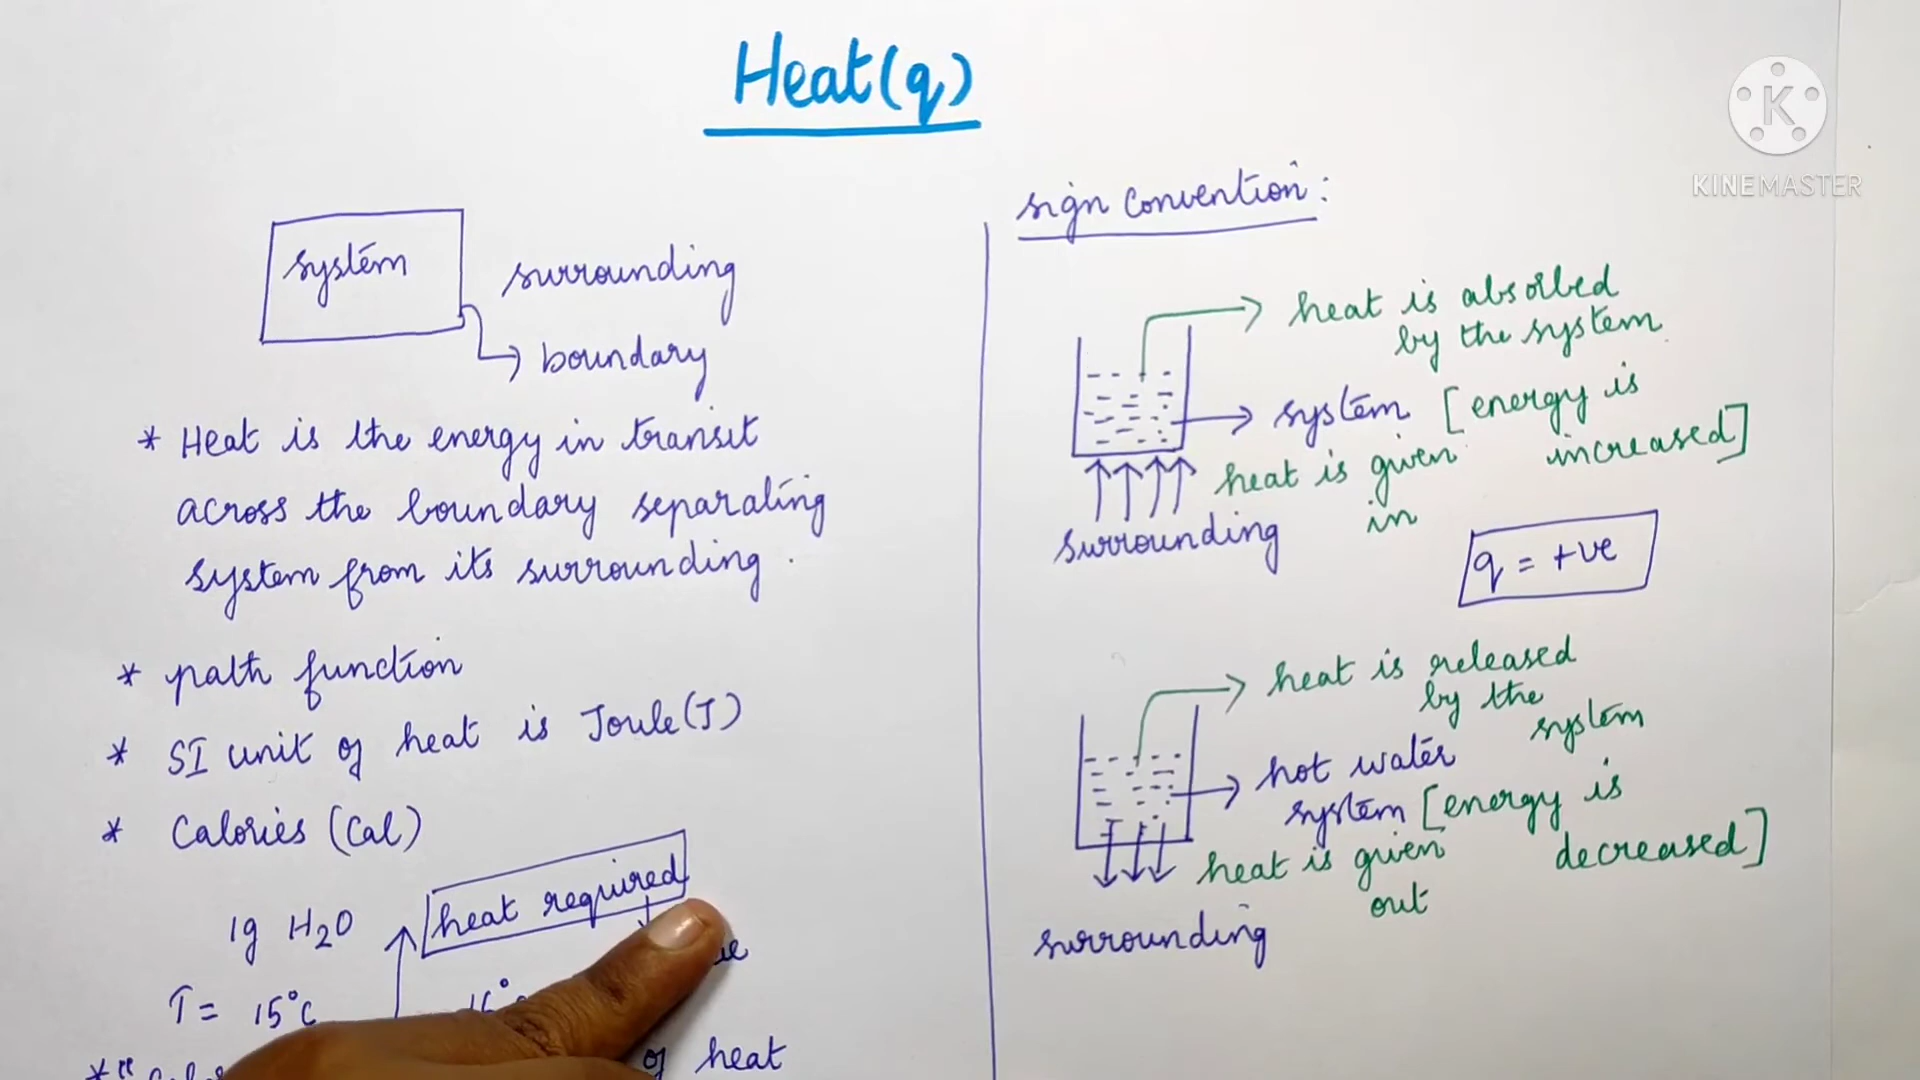 Heat(q)
system
surrounding
boundary
* Heat is the energy in transit
across the boundary separating
system from its surrounding.
* path function
* SI unit of heat is Joule(J)
* Calories (Cal)
heat required
1g H2O
T = 15°C
of heat
sign convention:
heat is absorbed
by the system
system [energy is
increased]
heat is given
in
surrounding
q = +ve
heat is released
by the
system
hot water
system [energy is
decreased]
heat is given
out
surrounding
K
KINEMASTER